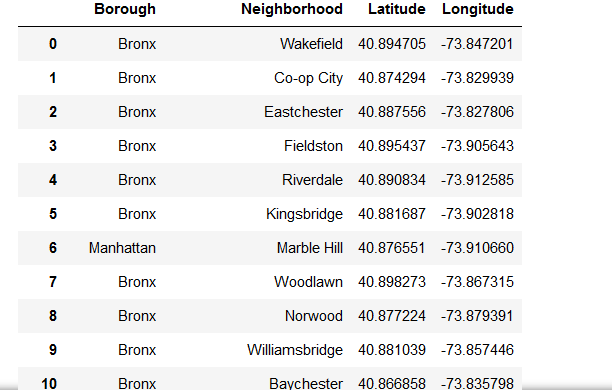 Borough Neighborhood Latitude Longitude
0 Bronx Wakefield 40.894705 -73.847201
1 Bronx Co-op City 40.874294 -73.829939
2 Bronx Eastchester 40.887556 -73.827806
3 Bronx Fieldston 40.895437 -73.905643
4 Bronx Riverdale 40.890834 -73.912585
5 Bronx Kingsbridge 40.881687 -73.902818
6 Manhattan Marble Hill 40.876551 -73.910660
7 Bronx Woodlawn 40.898273 -73.867315
8 Bronx Norwood 40.877224 -73.879391
9 Bronx Williamsbridge 40.881039 -73.857446
10 Bronx Baychester 40.866858 -73.835798